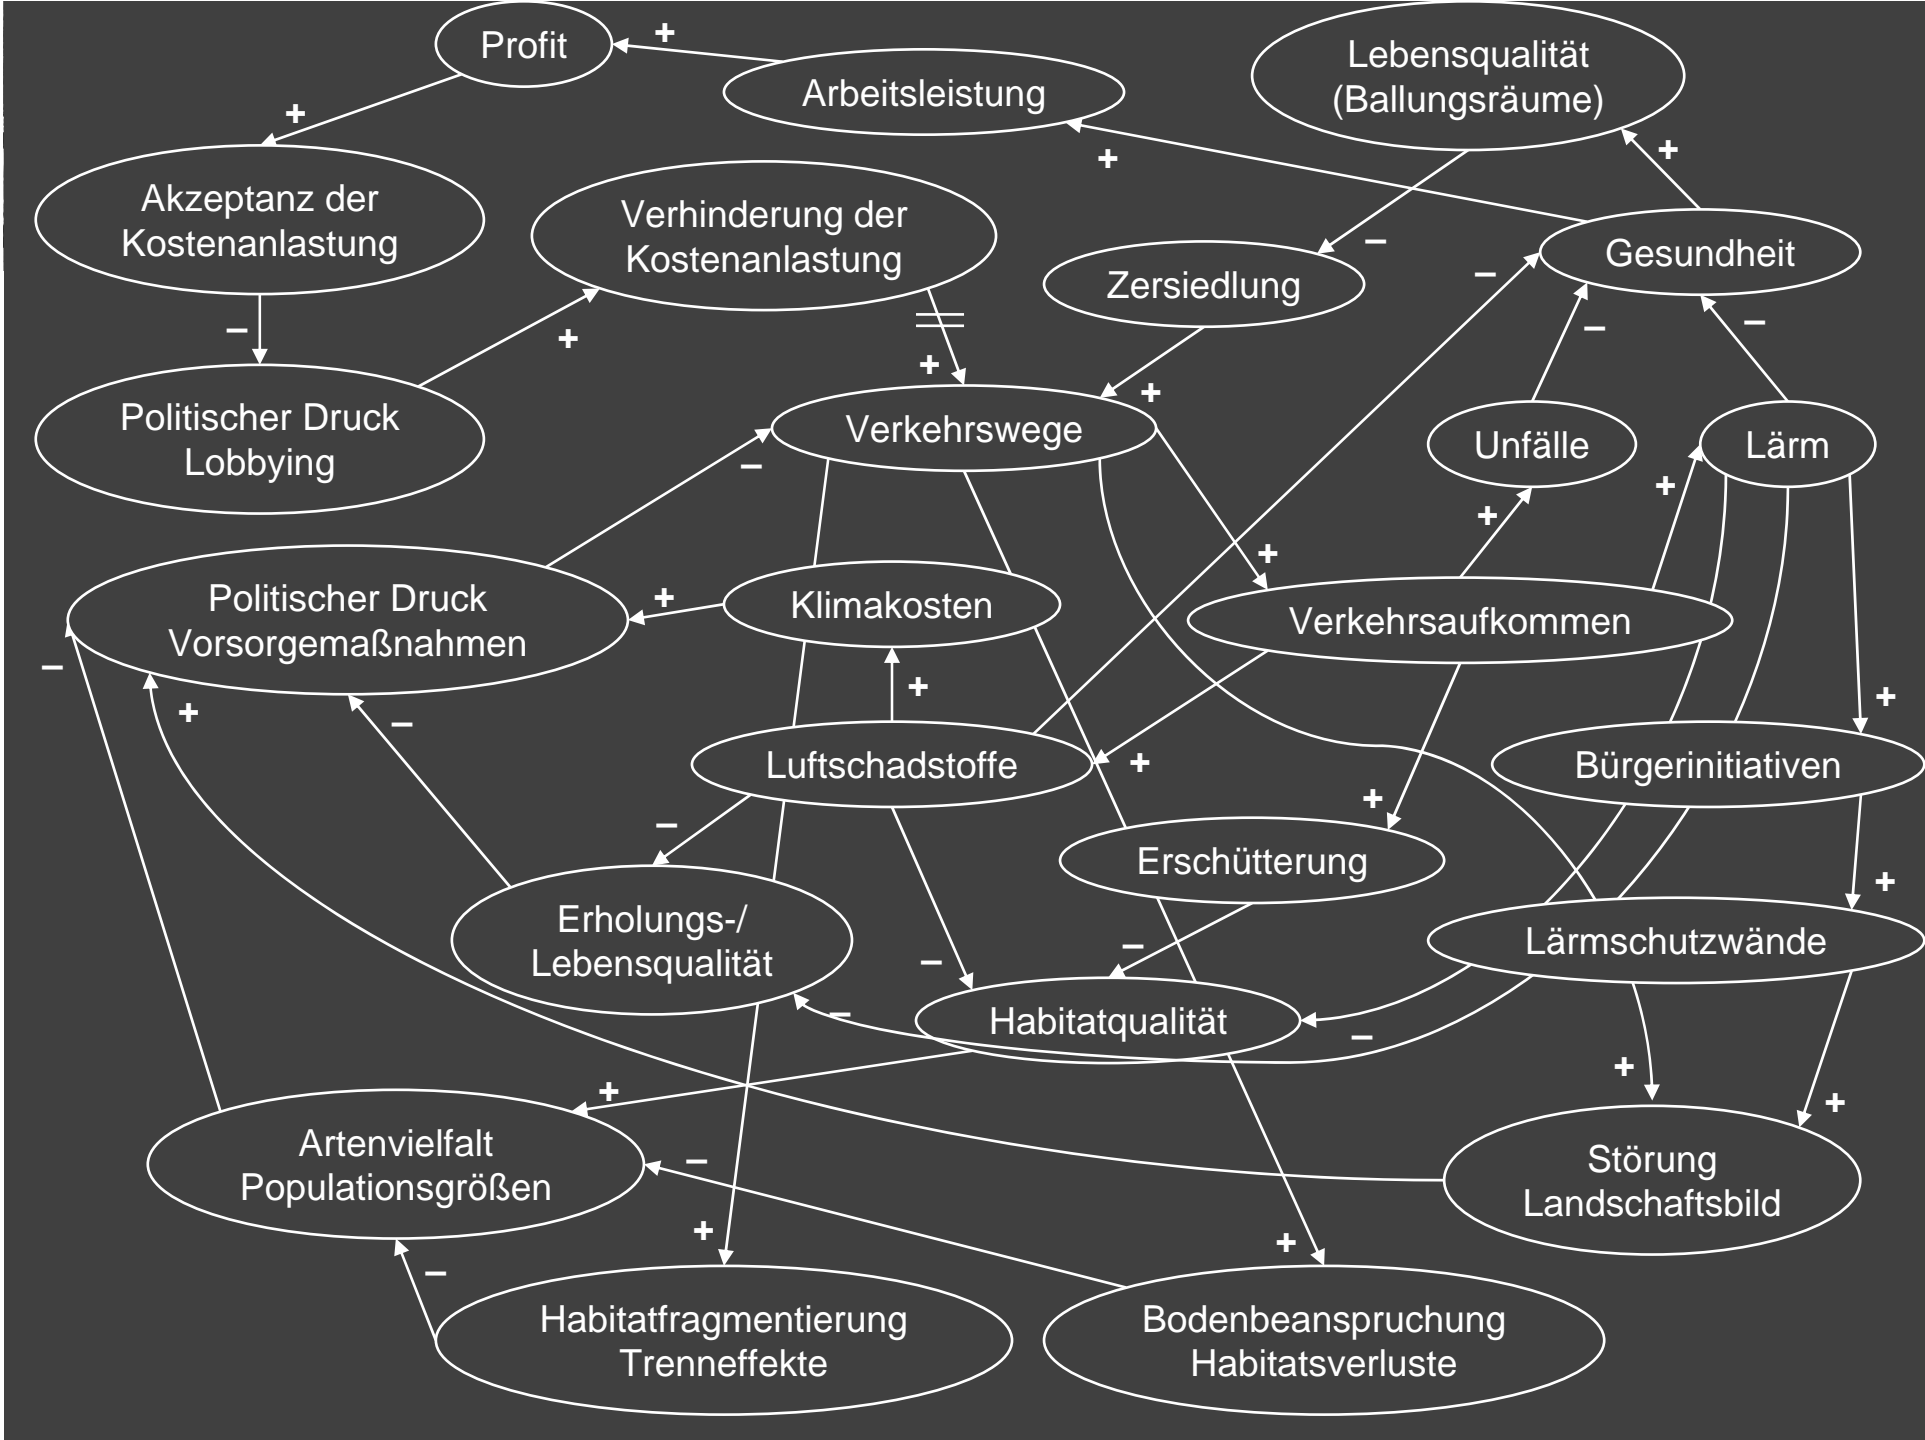 Profit
Arbeitsleistung
Lebensqualität
(Ballungsräume)
Akzeptanz der
Kostenanlastung
Verhinderung der
Kostenanlastung
Zersiedlung
Gesundheit
Politischer Druck
Lobbying
Verkehrswege
Unfälle
Lärm
Politischer Druck
Vorsorgemaßnahmen
Klimakosten
Verkehrsaufkommen
Luftschadstoffe
Bürgerinitiativen
Erschütterung
Erholungs-/
Lebensqualität
Lärmschutzwände
Habitatqualität
Artenvielfalt
Populationsgrößen
Störung
Landschaftsbild
Habitatfragmentierung
Trenneffekte
Bodenbeanspruchung
Habitatsverluste